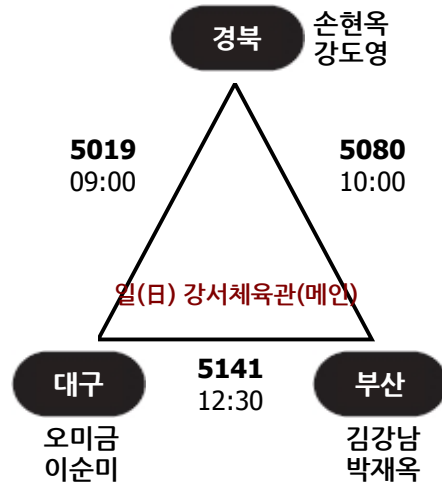 경북
손현옥
강도영
5019
09:00
5080
10:00
일(日) 강서체육관(메인)
대구
5141
12:30
부산
오미금
이순미
김강남
박재옥